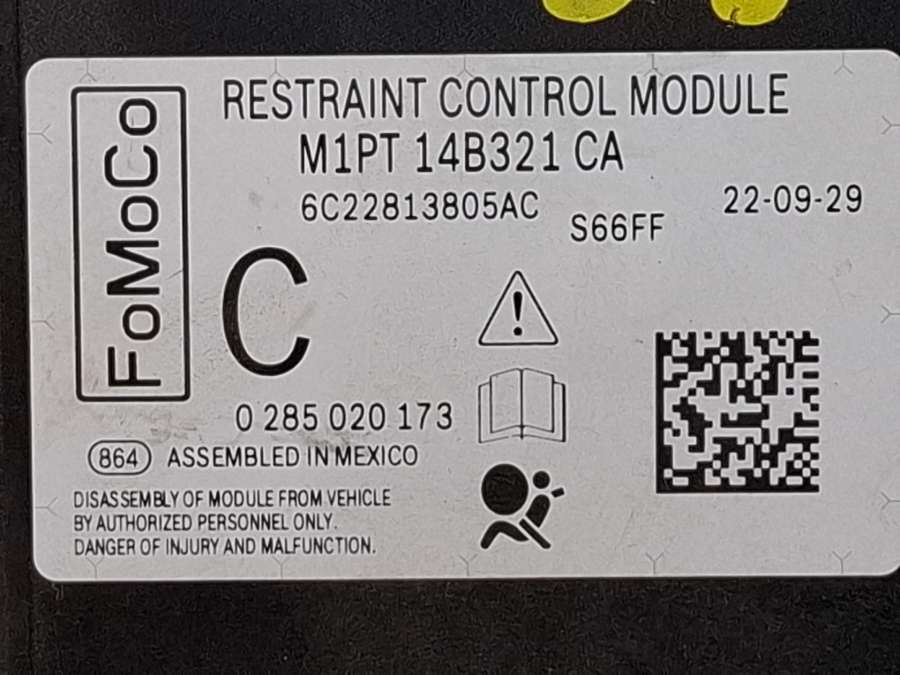 FoMoCo
RESTRAINT CONTROL MODULE
M1PT 14B321 CA
6C22813805AC
22-09-29
S66FF
C
0 285 020 173
864 ASSEMBLED IN MEXICO
DISASSEMBLY OF MODULE FROM VEHICLE
BY AUTHORIZED PERSONNEL ONLY.
DANGER OF INJURY AND MALFUNCTION.